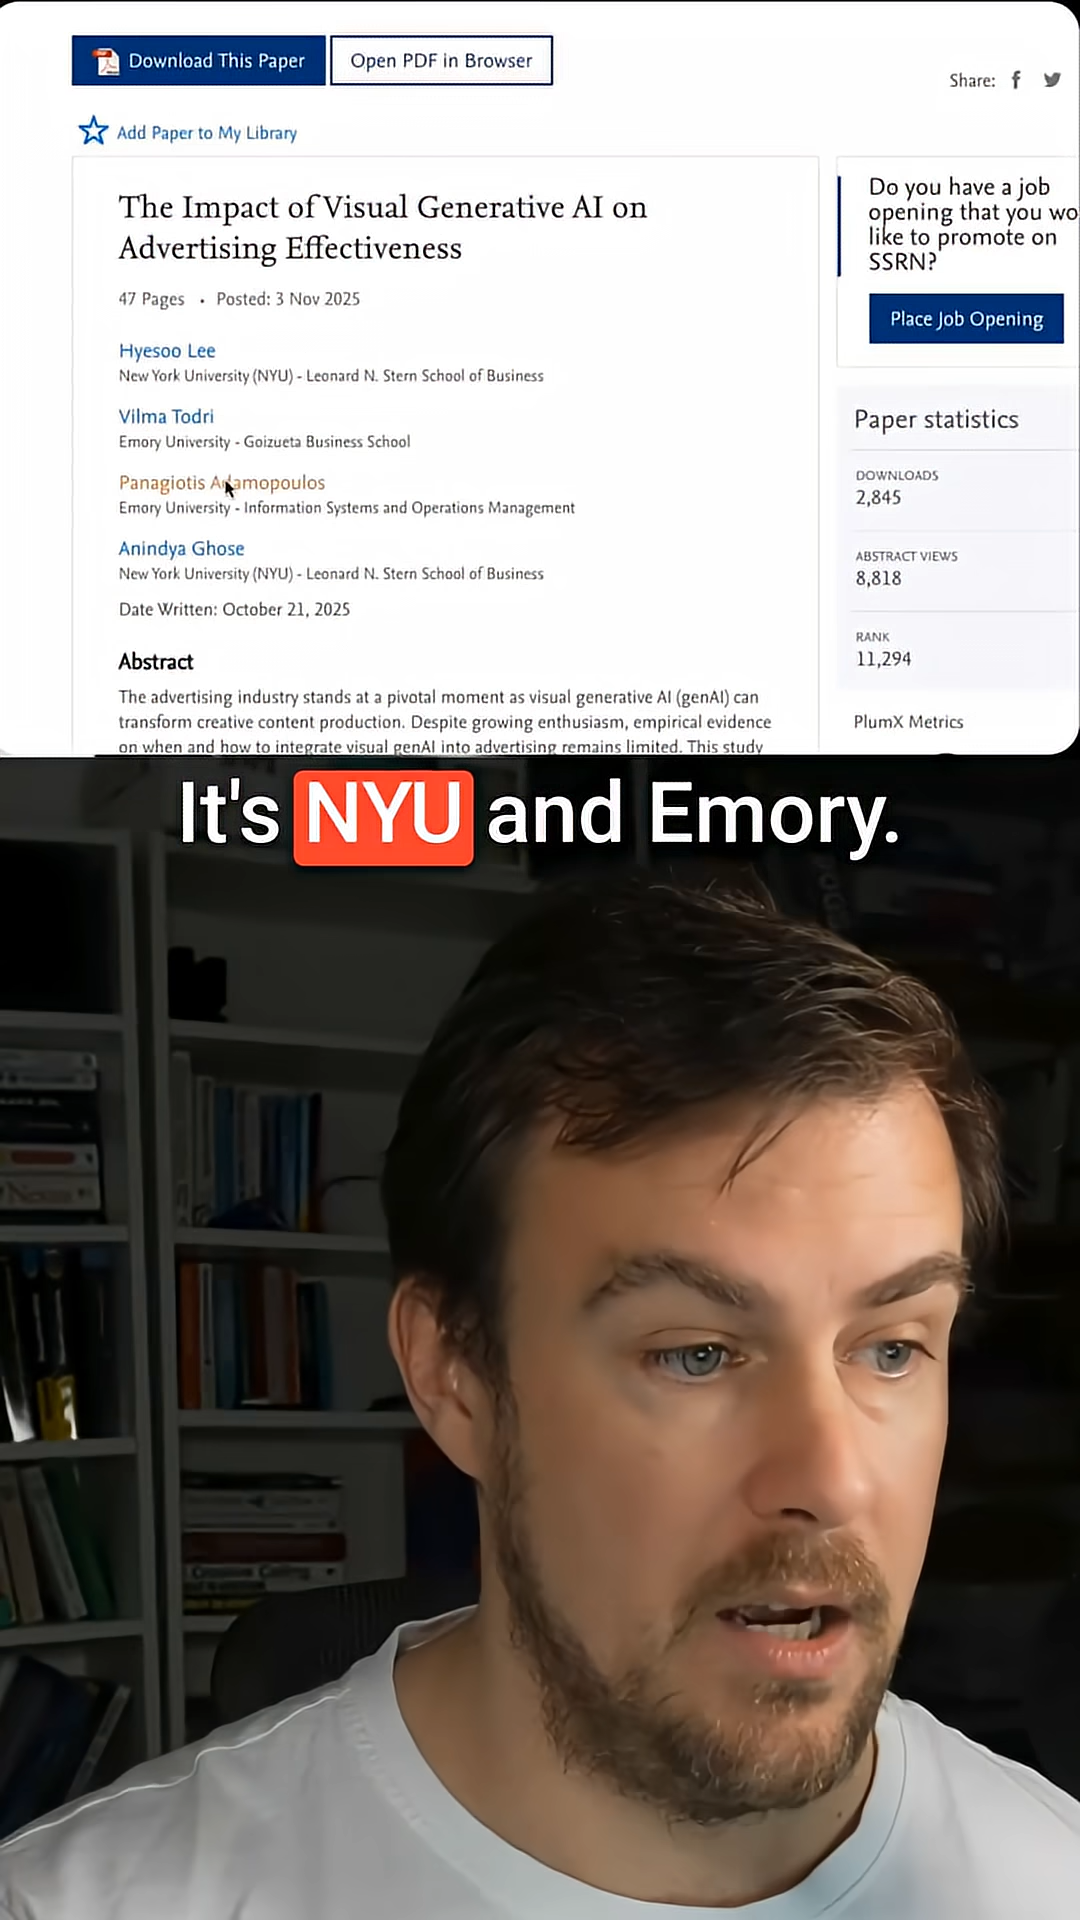 Download This Paper
Open PDF in Browser
Share:
Add Paper to My Library
The Impact of Visual Generative AI on
Advertising Effectiveness
47 Pages • Posted: 3 Nov 2025
Hyesoo Lee
New York University (NYU) - Leonard N. Stern School of Business
Vilma Todri
Emory University - Goizueta Business School
Panagiotis Adamopoulos
Emory University - Information Systems and Operations Management
Anindya Ghose
New York University (NYU) - Leonard N. Stern School of Business
Date Written: October 21, 2025
Abstract
The advertising industry stands at a pivotal moment as visual generative AI (genAI) can
transform creative content production. Despite growing enthusiasm, empirical evidence
on when and how to integrate visual genAI into advertising remains limited. This study
Do you have a job
opening that you wo
like to promote on
SSRN?
Place Job Opening
Paper statistics
DOWNLOADS
2,845
ABSTRACT VIEWS
8,818
RANK
11,294
PlumX Metrics
It's NYU and Emory.